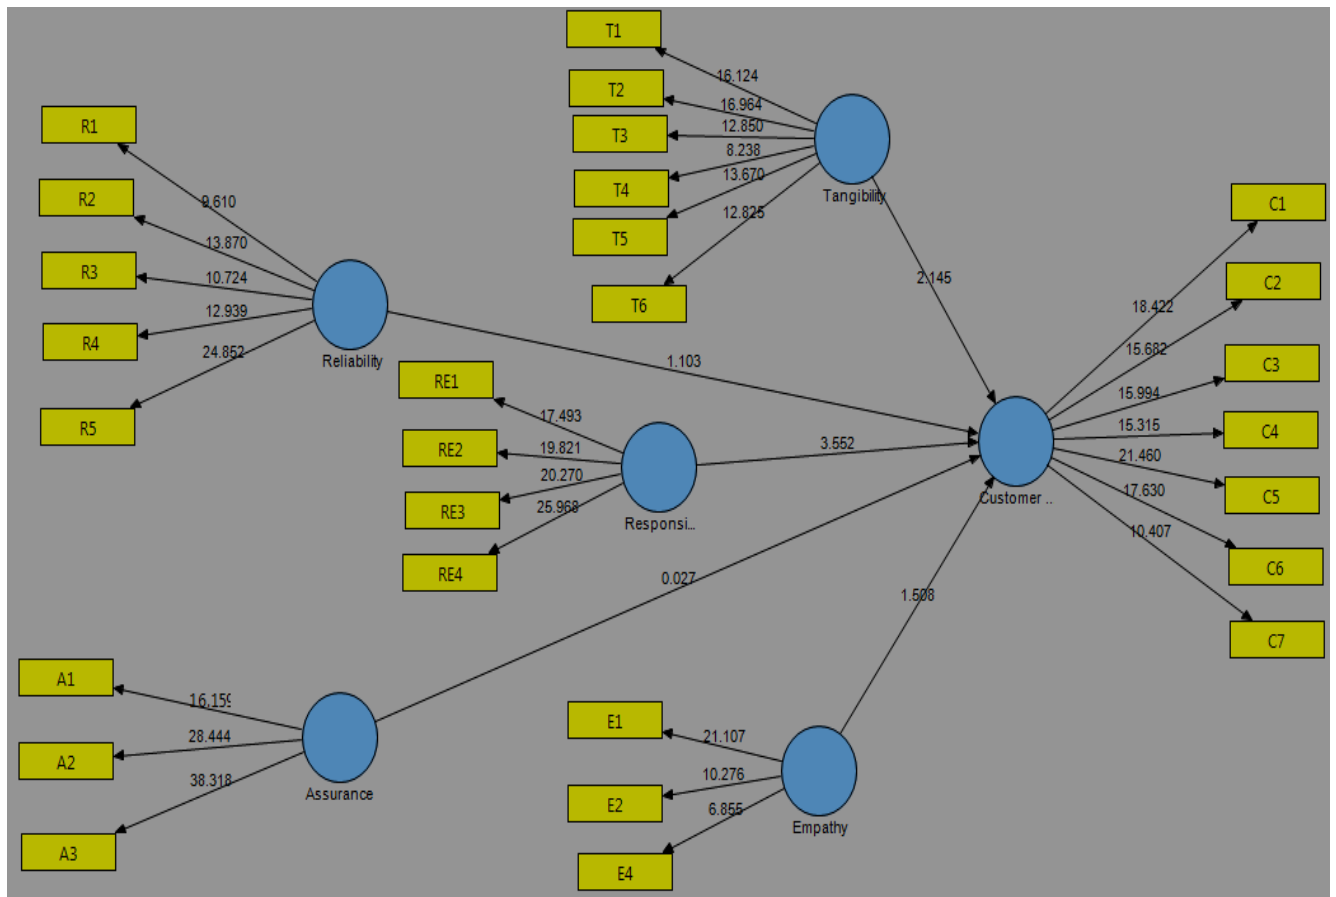 T1
16.124
T2
16.964
T3
12.850
8.238
T4
13.670
T5
12.825
T6
Tangibility
2.145
R1
9.610
R2
13.870
R3
10.724
R4
12.939
24.852
R5
Reliability
1.103
RE1
17.493
RE2
19.821
20.270
RE3
25.968
RE4
Responsi...
3.552
C1
18.422
C2
15.682
C3
15.994
C4
15.315
21.460
C5
17.630
10.407
C6
C7
Customer ..
0.027
1.508
A1
16.159
A2
28.444
38.318
A3
Assurance
E1
21.107
10.276
E2
6.855
E4
Empathy